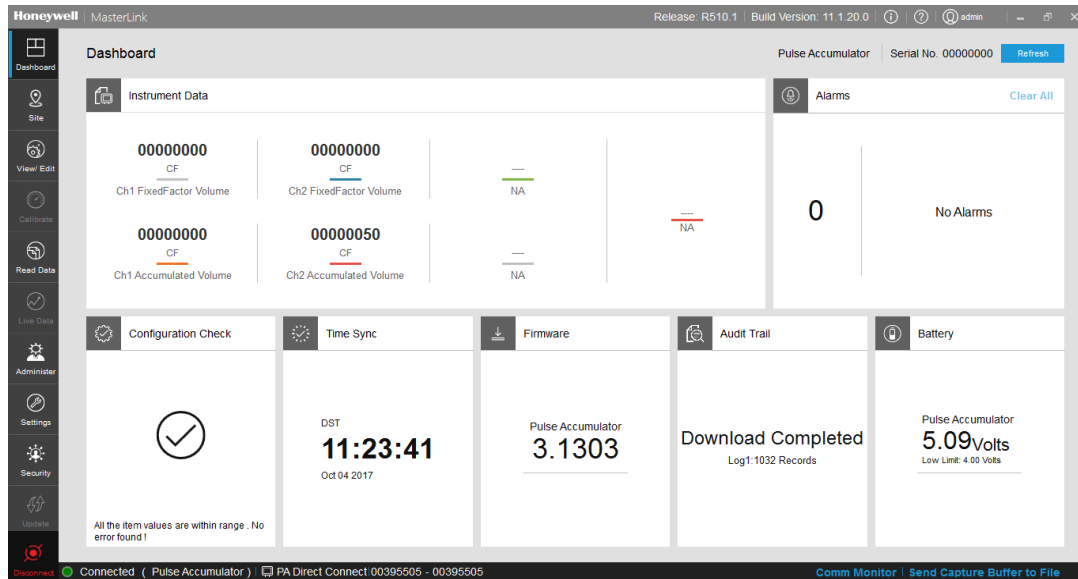 Honeywell | MasterLink
Release: R510.1 | Build Version: 11.1.20.0
admin
Dashboard
Site
View/ Edit
Calibrate
Read Data
Live Data
Administer
Settings
Security
Update
Disconnect
Dashboard
Pulse Accumulator
Serial No. 00000000
Refresh
Instrument Data
00000000
CF
Ch1 FixedFactor Volume
00000000
CF
Ch2 FixedFactor Volume
----
NA
----
NA
00000000
CF
Ch1 Accumulated Volume
00000050
CF
Ch2 Accumulated Volume
----
NA
Alarms
Clear All
0
No Alarms
Configuration Check
All the item values are within range . No
error found !
Time Sync
DST
11:23:41
Oct 04 2017
Firmware
Pulse Accumulator
3.1303
Audit Trail
Download Completed
Log1:1032 Records
Battery
Pulse Accumulator
5.09Volts
Low Limit: 4.00 Volts
Connected ( Pulse Accumulator ) | PA Direct Connect|00395505 - 00395505
Comm Monitor | Send Capture Buffer to File